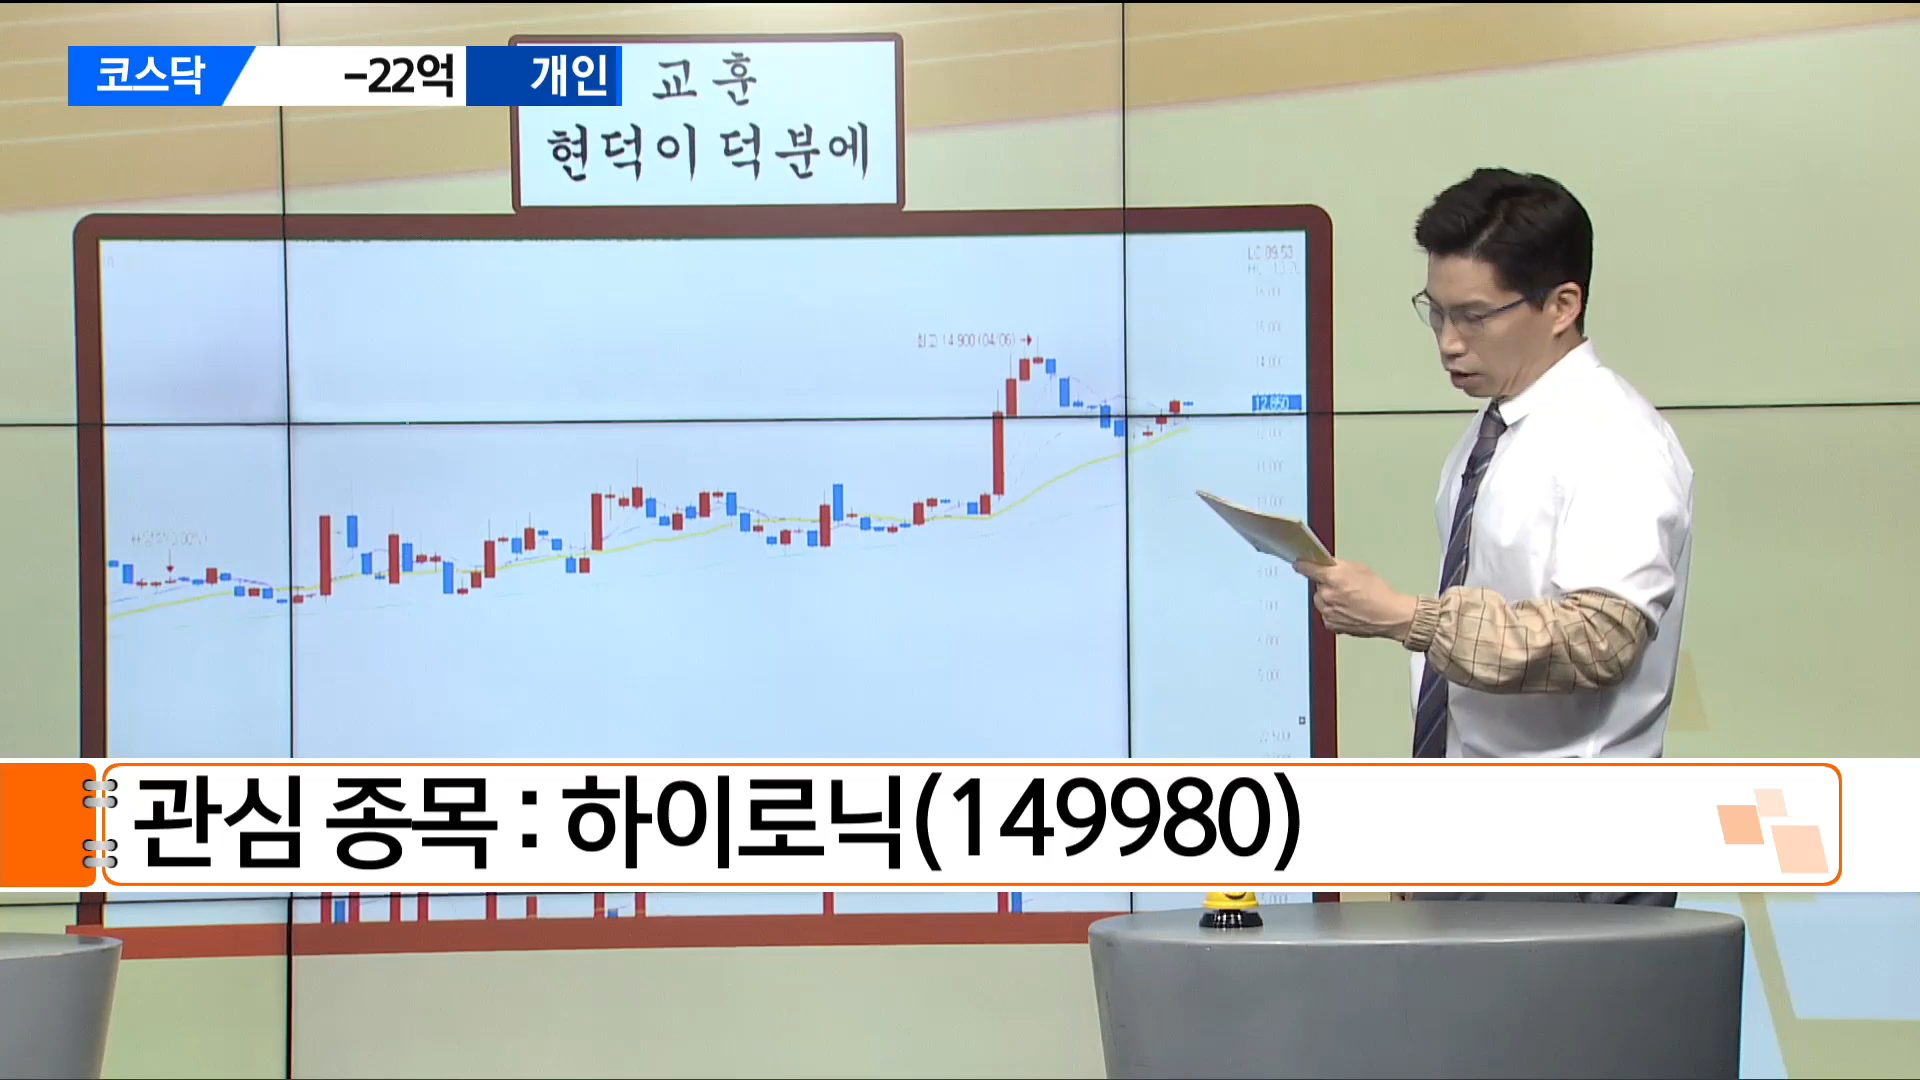 코스닥 -22억 개인
교훈
현덕이 덕분에
최고 14,900(04/06)
12,850
관심 종목 : 하이로닉(149980)